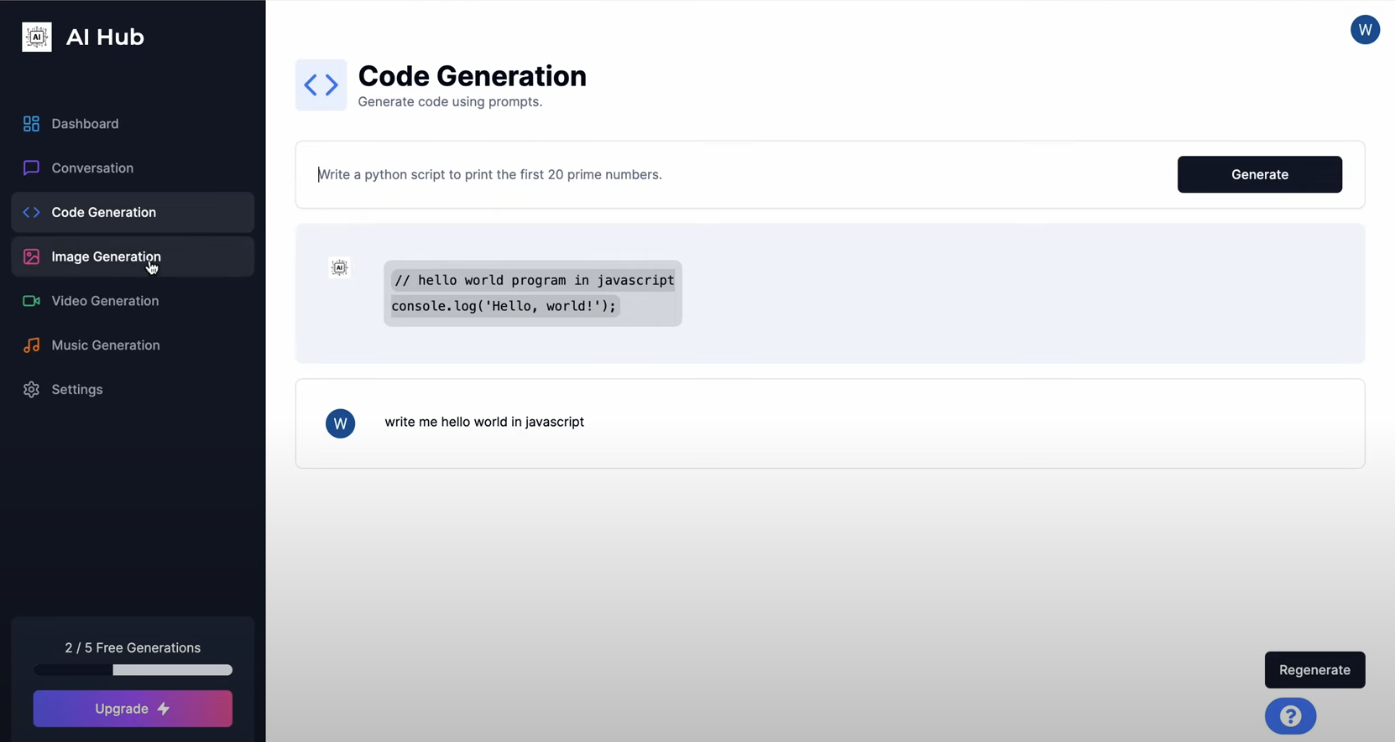 AI
AI Hub
W
Code Generation
Generate code using prompts.
Dashboard
Conversation
Code Generation
Image Generation
Video Generation
Music Generation
Settings
Write a python script to print the first 20 prime numbers.
Generate
AI
// hello world program in javascript
console.log('Hello, world!');
W
write me hello world in javascript
2 / 5 Free Generations
Upgrade
Regenerate
?